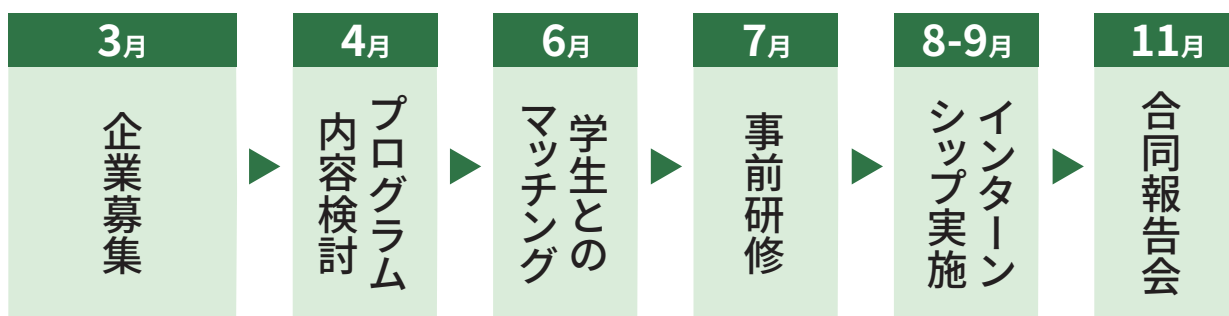 3月
企業募集
4月
プログラム
内容検討
6月
学生との
マッチング
7月
事前研修
8-9月
インターン
シップ実施
11月
合同報告会